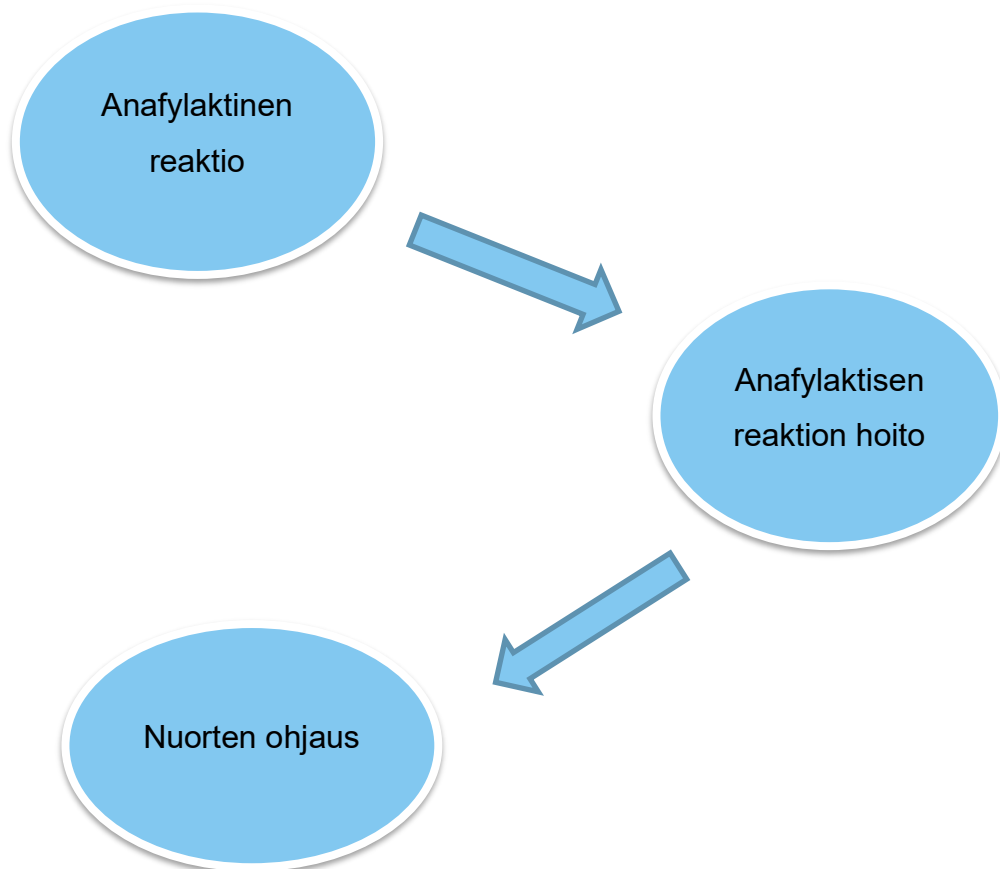 Anafylaktinen
reaktio
Anafylaktisen
reaktion hoito
Nuorten ohjaus